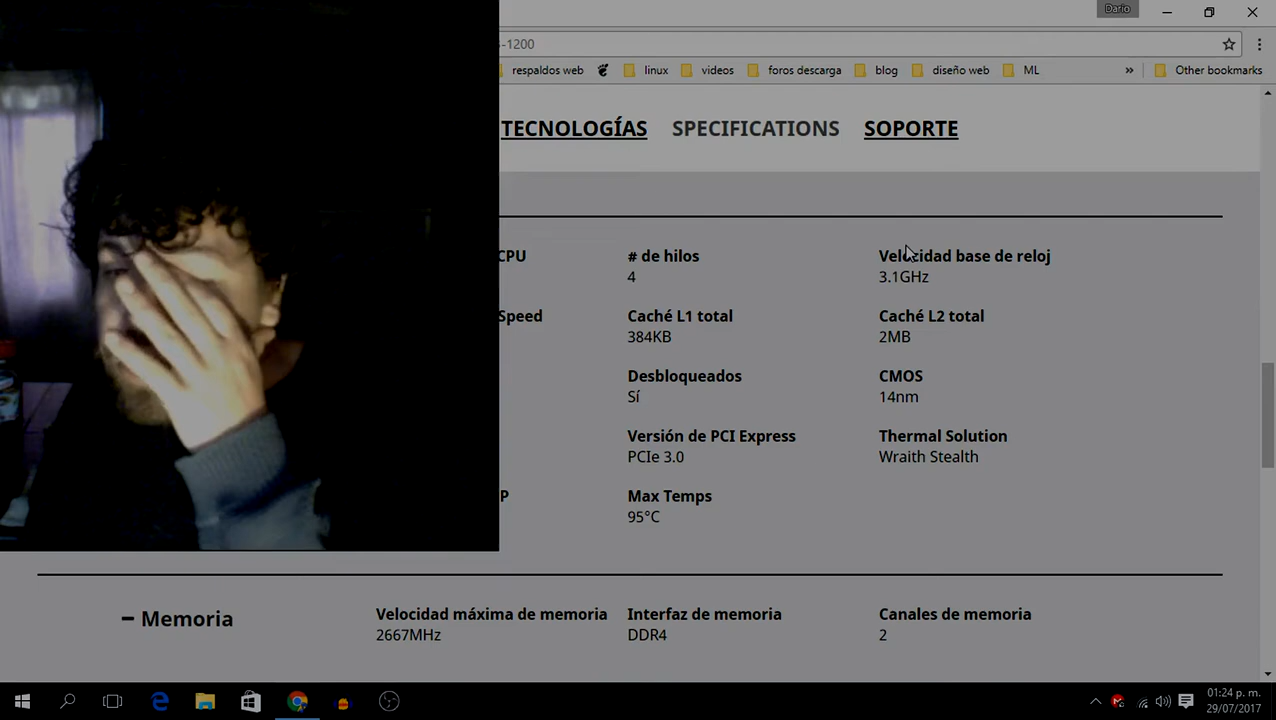 Dario
-1200
respaldos web
linux
videos
foros descarga
blog
diseño web
ML
»
Other bookmarks
TECNOLOGÍAS SPECIFICATIONS SOPORTE
CPU
# de hilos
4
Velocidad base de reloj
3.1GHz
Speed
Caché L1 total
384KB
Caché L2 total
2MB
Desbloqueados
Sí
CMOS
14nm
Versión de PCI Express
PCIe 3.0
Thermal Solution
Wraith Stealth
P
Max Temps
95°C
− Memoria
Velocidad máxima de memoria
2667MHz
Interfaz de memoria
DDR4
Canales de memoria
2
01:24 p. m.
29/07/2017